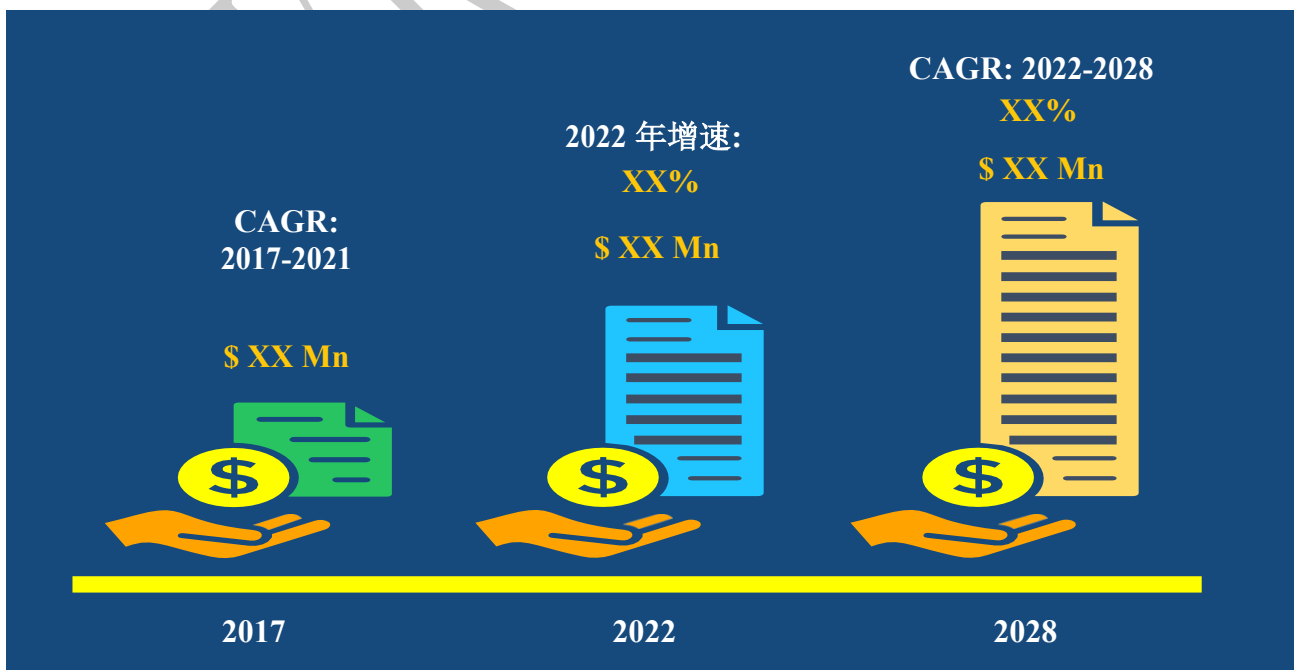 CAGR:
2017-2021
$ XX Mn
2022 年增速:
XX%
$ XX Mn
CAGR: 2022-2028
XX%
$ XX Mn
$
$
$
2017
2022
2028